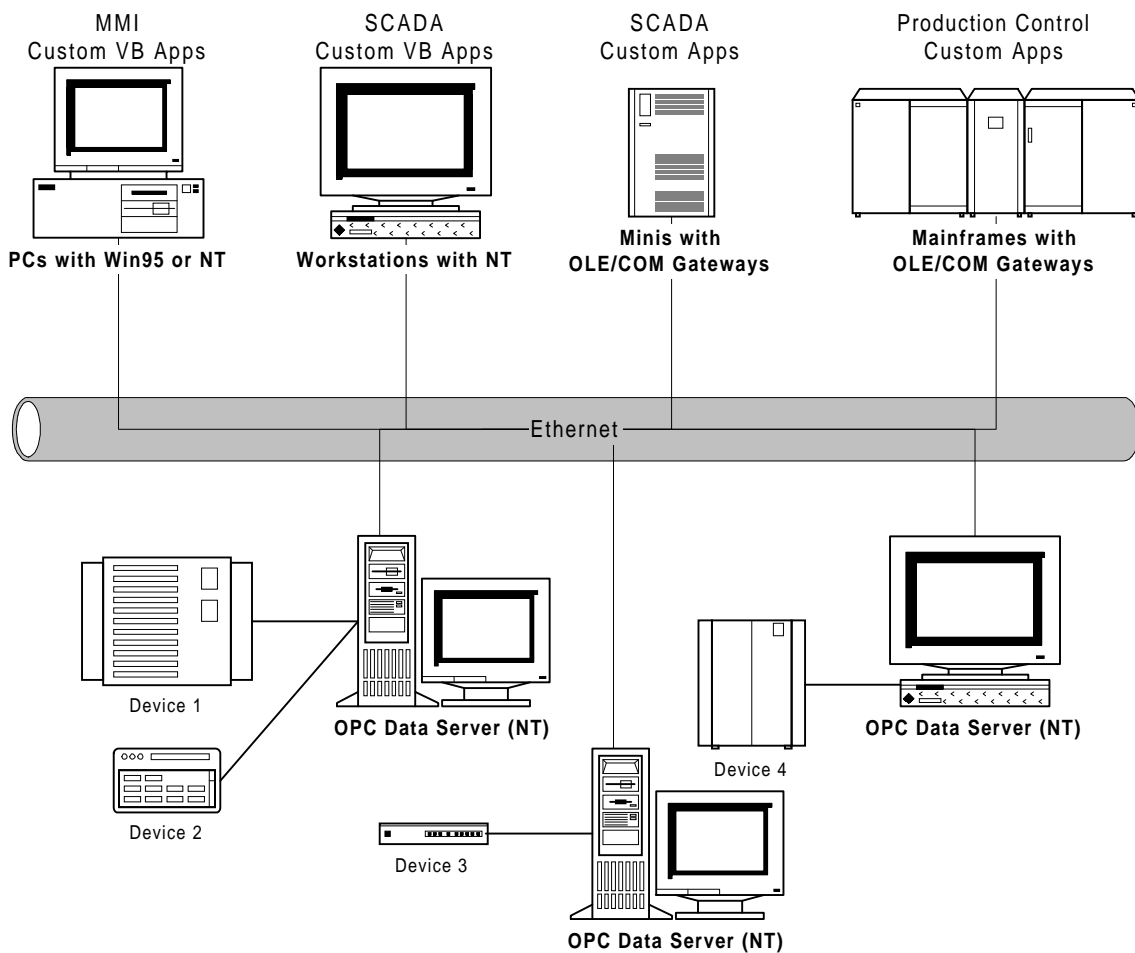 MMI
Custom VB Apps
SCADA
Custom VB Apps
SCADA
Custom Apps
Production Control
Custom Apps
PCs with Win95 or NT
Workstations with NT
Minis with
OLE/COM Gateways
Mainframes with
OLE/COM Gateways
Ethernet
Device 1
OPC Data Server (NT)
Device 2
Device 3
OPC Data Server (NT)
Device 4
OPC Data Server (NT)